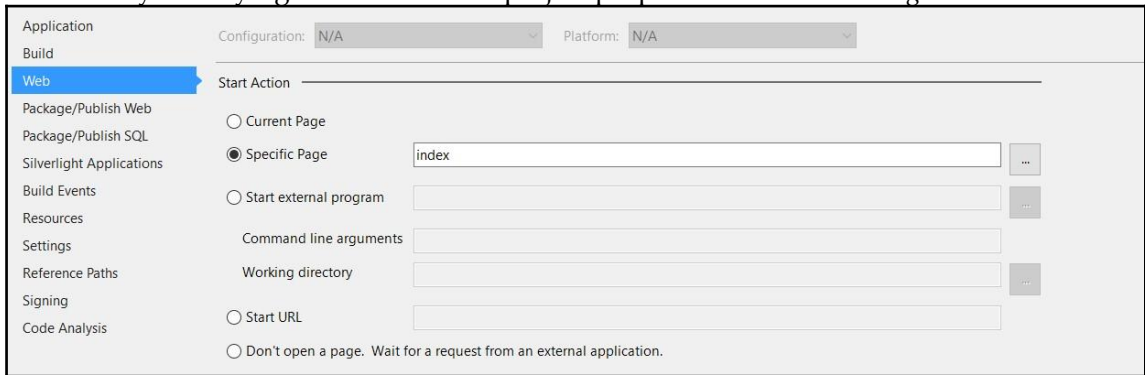 Application
Build
Web
Package/Publish Web
Package/Publish SQL
Silverlight Applications
Build Events
Resources
Settings
Reference Paths
Signing
Code Analysis
Configuration: N/A Platform: N/A
Start Action
Current Page
Specific Page index ...
Start external program ...
Command line arguments
Working directory ...
Start URL
Don't open a page. Wait for a request from an external application.